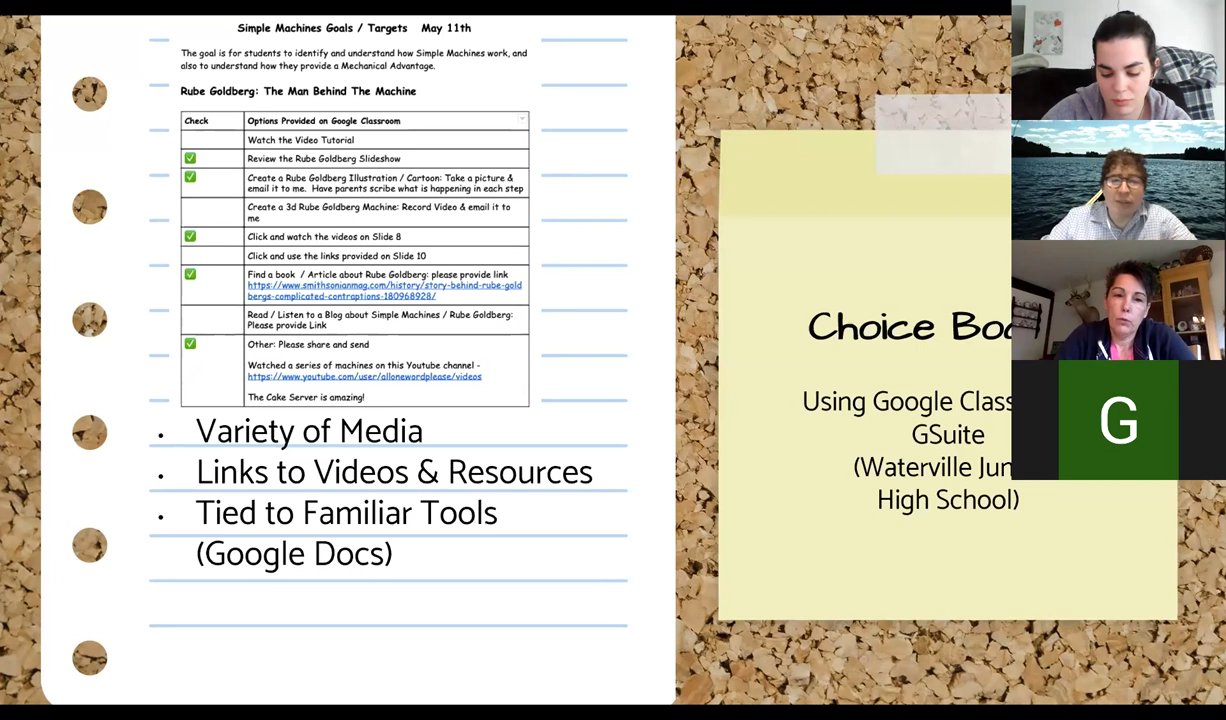 Simple Machines Goals / Targets May 11th
The goal is for students to identify and understand how Simple Machines work, and
also to understand how they provide a Mechanical Advantage.
Rube Goldberg: The Man Behind The Machine
Check Options Provided on Google Classroom
Watch the Video Tutorial
Review the Rube Goldberg Slideshow
Create a Rube Goldberg Illustration / Cartoon: Take a picture &
email it to me. Have parents scribe what is happening in each step
Create a 3d Rube Goldberg Machine: Record Video & email it to
me
Click and watch the videos on Slide 8
Click and use the links provided on Slide 10
Find a book / Article about Rube Goldberg: please provide link
https://www.smithsonianmag.com/history/story-behind-rube-gold
bergs-complicated-contraptions-180968928/
Read / Listen to a Blog about Simple Machines / Rube Goldberg:
Please provide Link
Other: Please share and send
Watched a series of machines on this Youtube channel -
https://www.youtube.com/user/allonewordplease/videos
The Cake Server is amazing!
• Variety of Media
• Links to Videos & Resources
• Tied to Familiar Tools
(Google Docs)
Choice
Using Google
GSuite
(Waterville
High School)
G